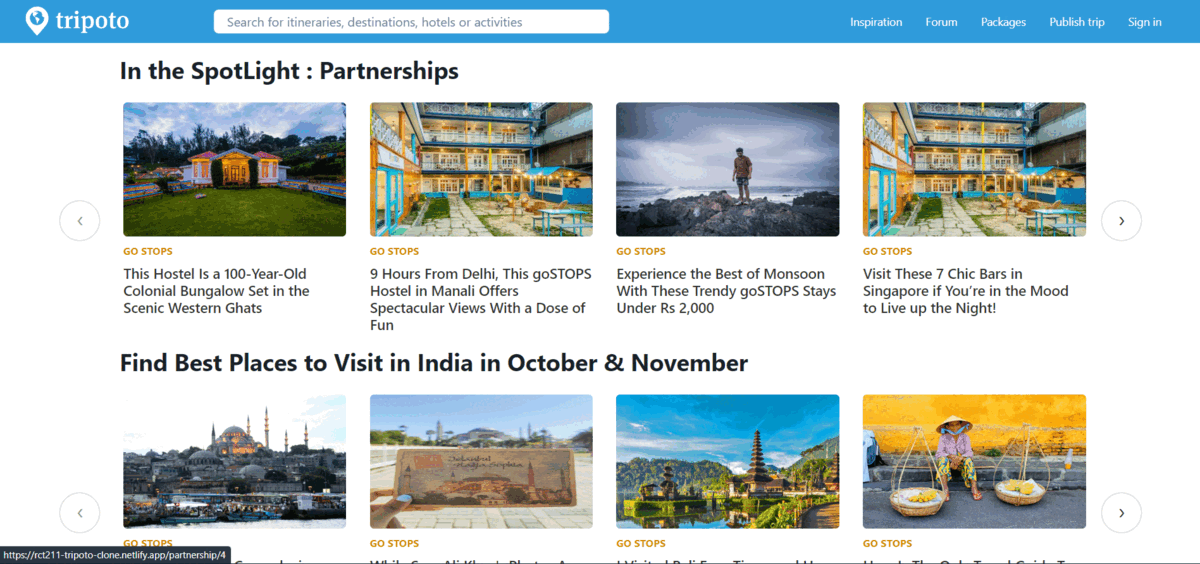 tripoto
Search for itineraries, destinations, hotels or activities
Inspiration
Forum
Packages
Publish trip
Sign in
In the SpotLight : Partnerships
GO STOPS
This Hostel Is a 100-Year-Old
Colonial Bungalow Set in the
Scenic Western Ghats
GO STOPS
9 Hours From Delhi, This goSTOPS
Hostel in Manali Offers
Spectacular Views With a Dose of
Fun
GO STOPS
Experience the Best of Monsoon
With These Trendy goSTOPS Stays
Under Rs 2,000
GO STOPS
Visit These 7 Chic Bars in
Singapore if You're in the Mood
to Live up the Night!
Find Best Places to Visit in India in October & November
GO STOPS
GO STOPS
GO STOPS
GO STOPS
https://rct211-tripoto-clone.netlify.app/partnership/4